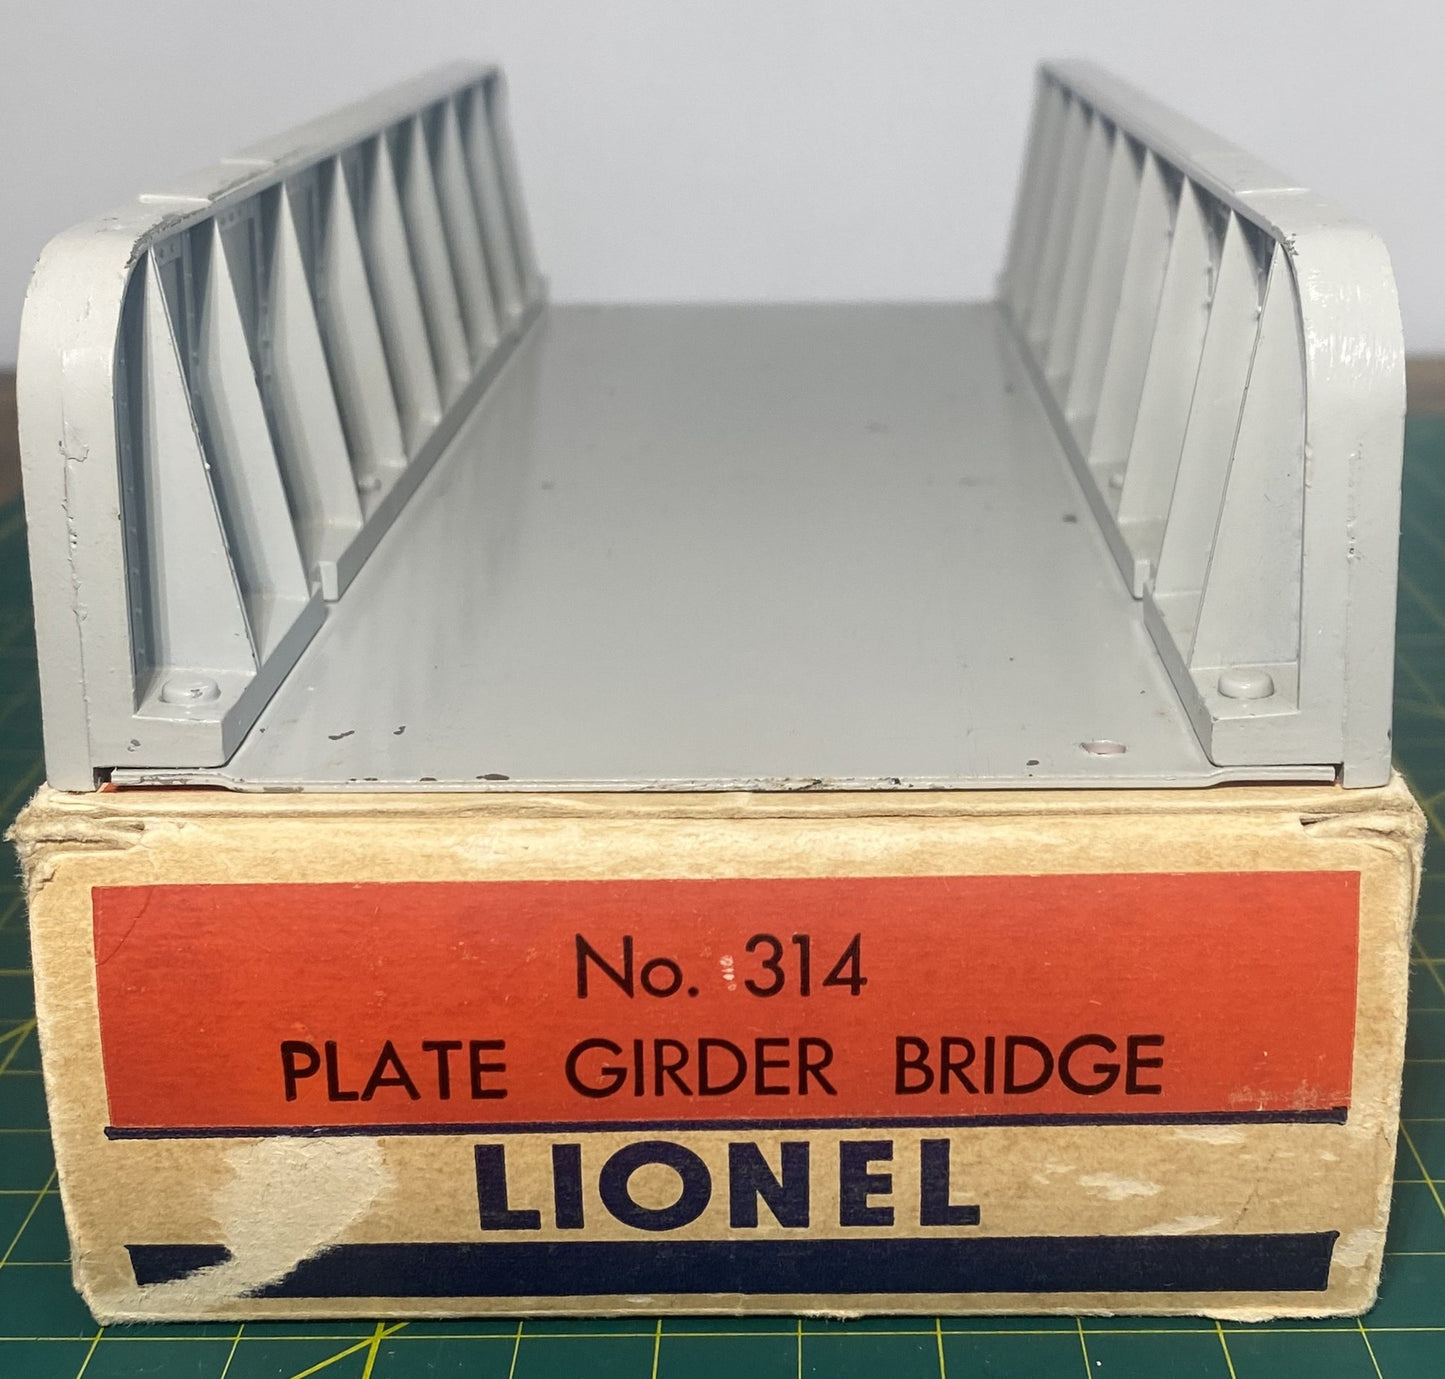 No. 314
PLATE GIRDER BRIDGE
LIONEL